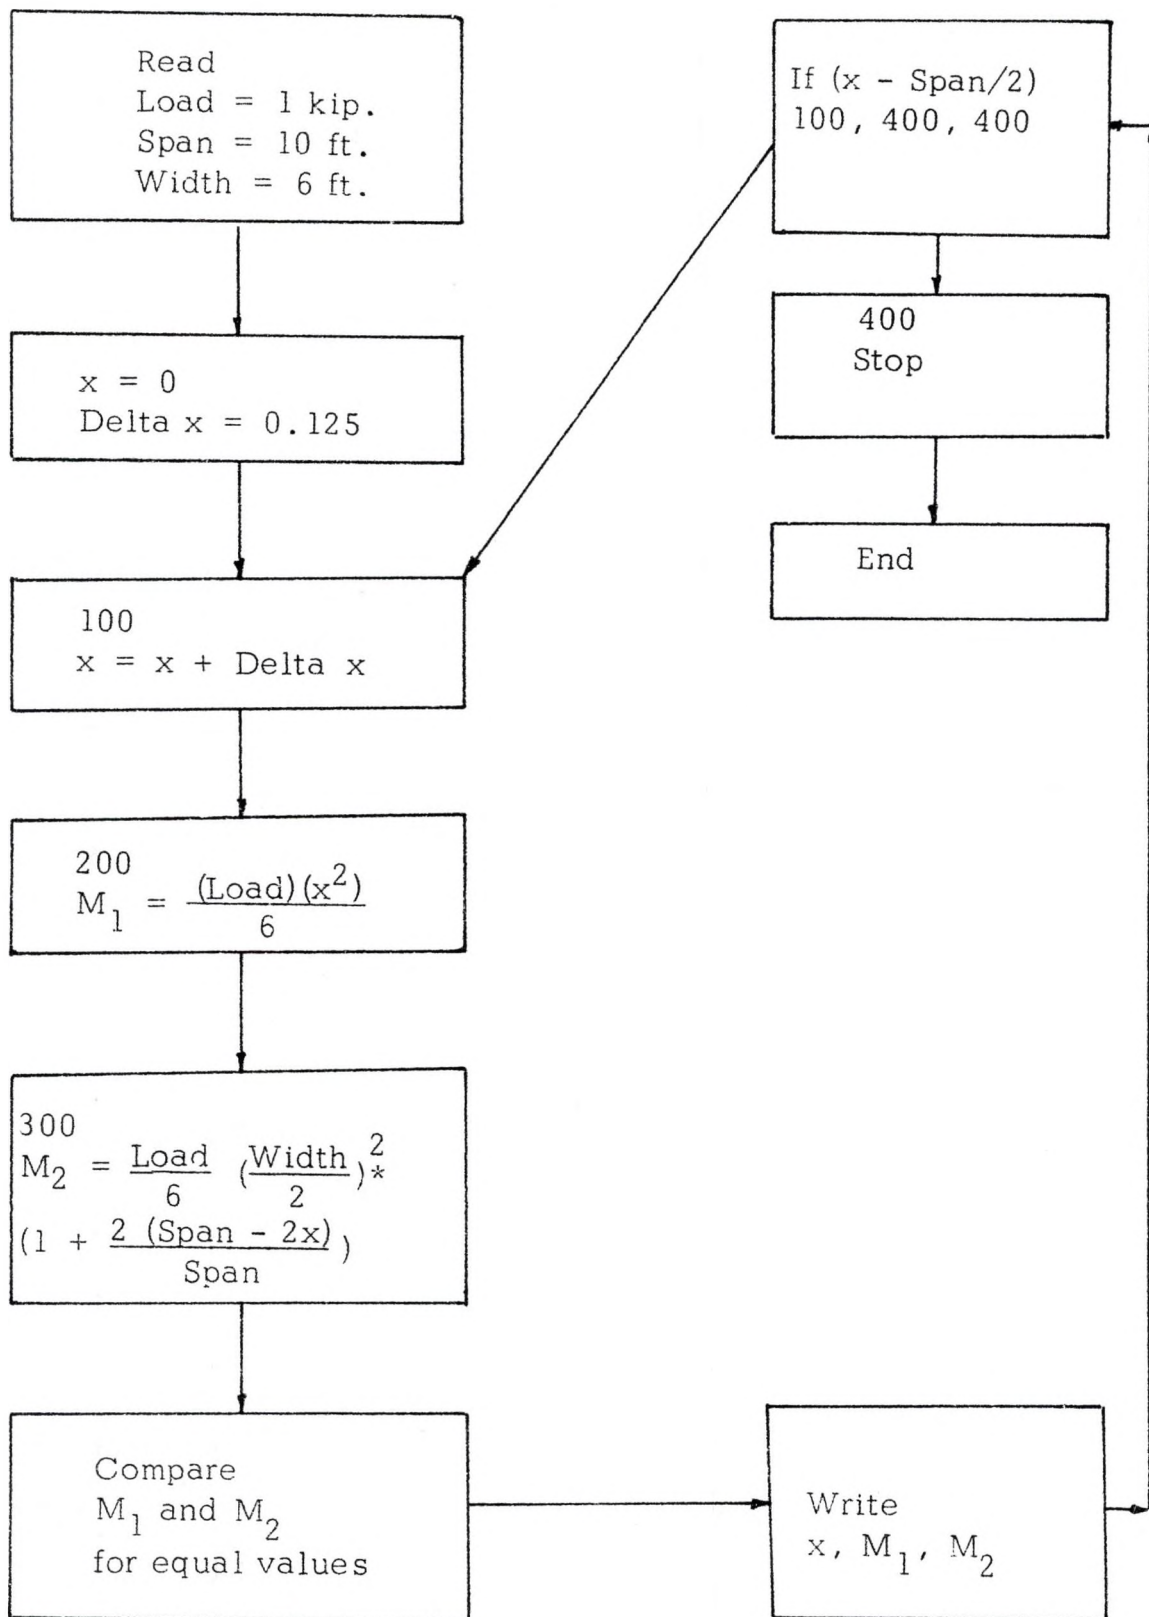 Read
Load = 1 kip.
Span = 10 ft.
Width = 6 ft.
x = 0
Delta x = 0.125
100
x = x + Delta x
200
M₁ = (Load)(x²)/6
300
M₂ = Load/6 (Width/2)²*
(1 + 2 (Span - 2x)/Span)
Compare
M₁ and M₂
for equal values
Write
x, M₁, M₂
If (x - Span/2)
100, 400, 400
400
Stop
End